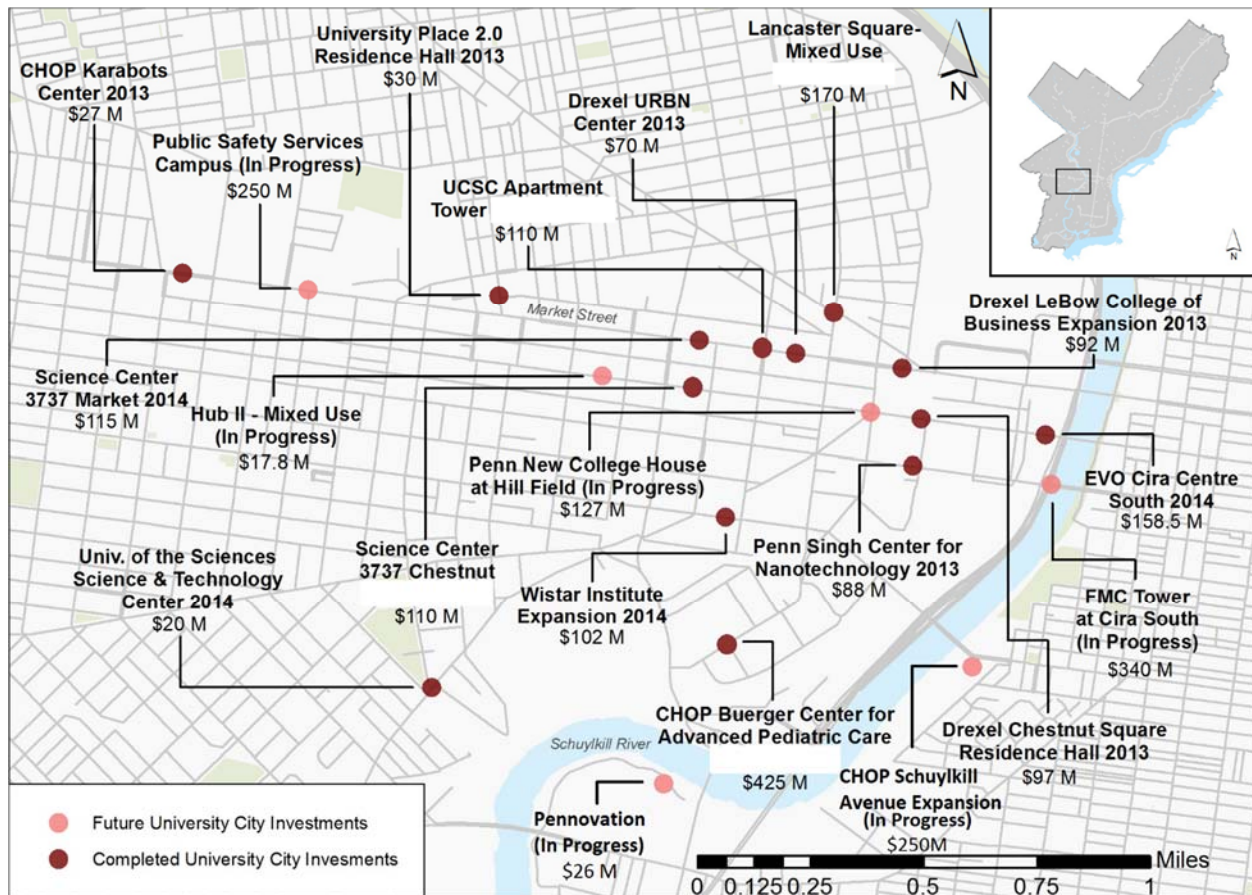 CHOP Karabots
Center 2013
$27 M
Public Safety Services
Campus (In Progress)
$250 M
University Place 2.0
Residence Hall 2013
$30 M
UCSC Apartment
Tower
$110 M
Drexel URBN
Center 2013
$70 M
Lancaster Square-
Mixed Use
$170 M
N
N
Drexel LeBow College of
Business Expansion 2013
$92 M
Market Street
Science Center
3737 Market 2014
$115 M
Hub II - Mixed Use
(In Progress)
$17.8 M
Penn New College House
at Hill Field (In Progress)
$127 M
EVO Cira Centre
South 2014
$158.5 M
Univ. of the Sciences
Science & Technology
Center 2014
$20 M
Science Center
3737 Chestnut
$110 M
Wistar Institute
Expansion 2014
$102 M
Penn Singh Center for
Nanotechnology 2013
$88 M
FMC Tower
at Cira South
(In Progress)
$340 M
CHOP Buerger Center for
Advanced Pediatric Care
$425 M
Drexel Chestnut Square
Residence Hall 2013
$97 M
Schuylkill River
CHOP Schuylkill
Avenue Expansion
(In Progress)
$250M
Pennovation
(In Progress)
$26 M
Future University City Investments
Completed University City Invesments
Miles
0 0.125 0.25 0.5 0.75 1